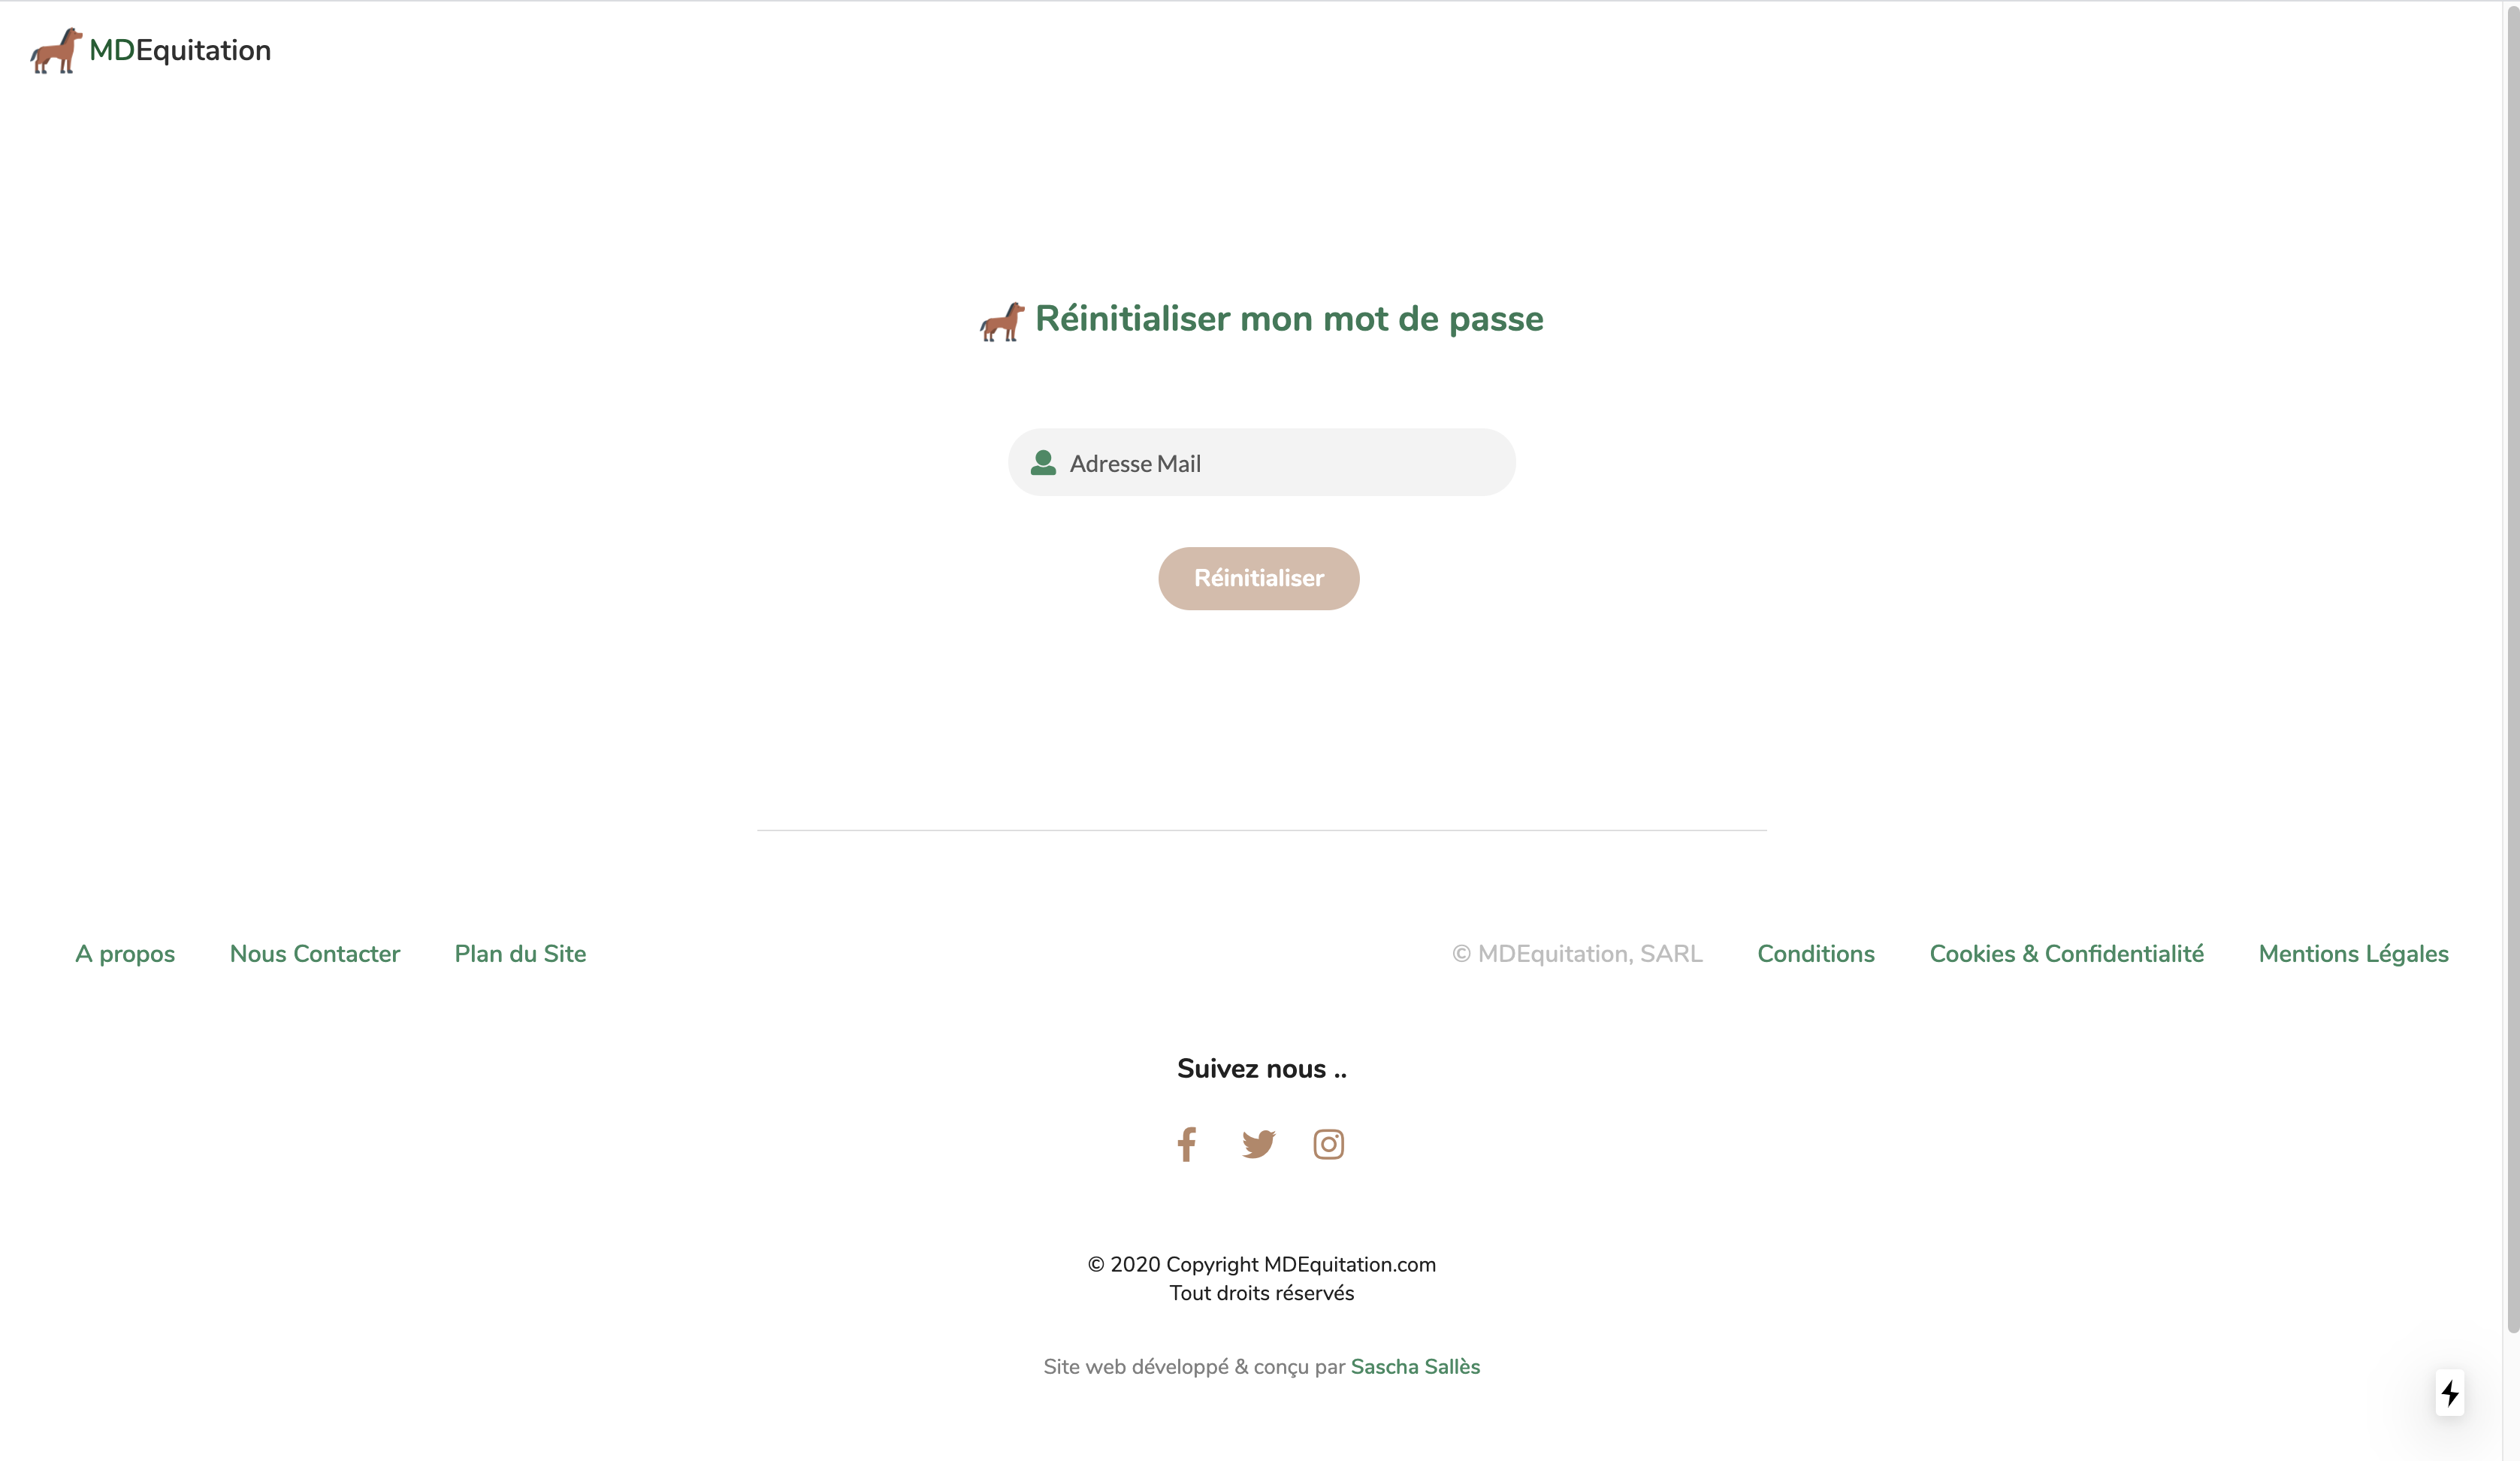 MDEquitation
Réinitialiser mon mot de passe
Adresse Mail
Réinitialiser
A propos Nous Contacter Plan du Site © MDEquitation, SARL Conditions Cookies & Confidentialité Mentions Légales
Suivez nous ..
© 2020 Copyright MDEquitation.com
Tout droits réservés
Site web développé & conçu par Sascha Sallès